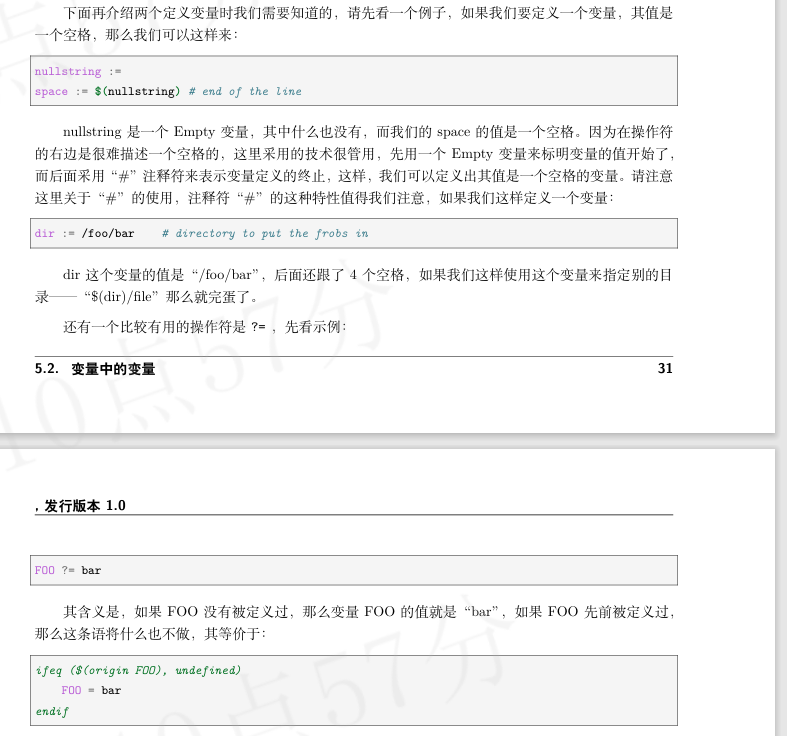 下面再介绍两个定义变量时我们需要知道的，请先看一个例子，如果我们要定义一个变量，其值是
一个空格，那么我们可以这样来：
nullstring :=
space := $(nullstring) # end of the line
nullstring 是一个 Empty 变量，其中什么也没有，而我们的 space 的值是一个空格。因为在操作符
的右边是很难描述一个空格的，这里采用的技术很管用，先用一个 Empty 变量来标明变量的值开始了，
而后面采用 “#” 注释符来表示变量定义的终止，这样，我们可以定义出其值是一个空格的变量。请注意
这里关于 “#” 的使用，注释符 “#” 的这种特性值得我们注意，如果我们这样定义一个变量：
dir := /foo/bar    # directory to put the frobs in
dir 这个变量的值是 “/foo/bar”，后面还跟了 4 个空格，如果我们这样使用这个变量来指定别的目
录—— “$(dir)/file” 那么就完蛋了。
还有一个比较有用的操作符是 ?= ，先看示例：
5.2. 变量中的变量 31
10点57分
, 发行版本 1.0
FOO ?= bar
其含义是，如果 FOO 没有被定义过，那么变量 FOO 的值就是 “bar”，如果 FOO 先前被定义过，
那么这条语将什么也不做，其等价于：
ifeq ($(origin FOO), undefined)
    FOO = bar
endif
10点57分